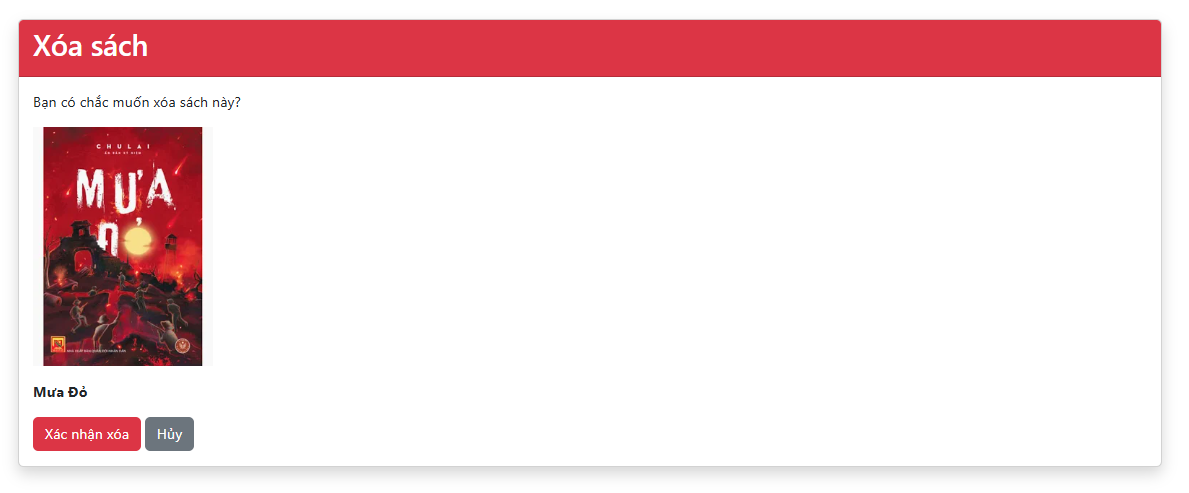 Xóa sách
Bạn có chắc muốn xóa sách này?
CHU LAI
MƯA
ĐỎ
Mưa Đỏ
Xác nhận xóa
Hủy